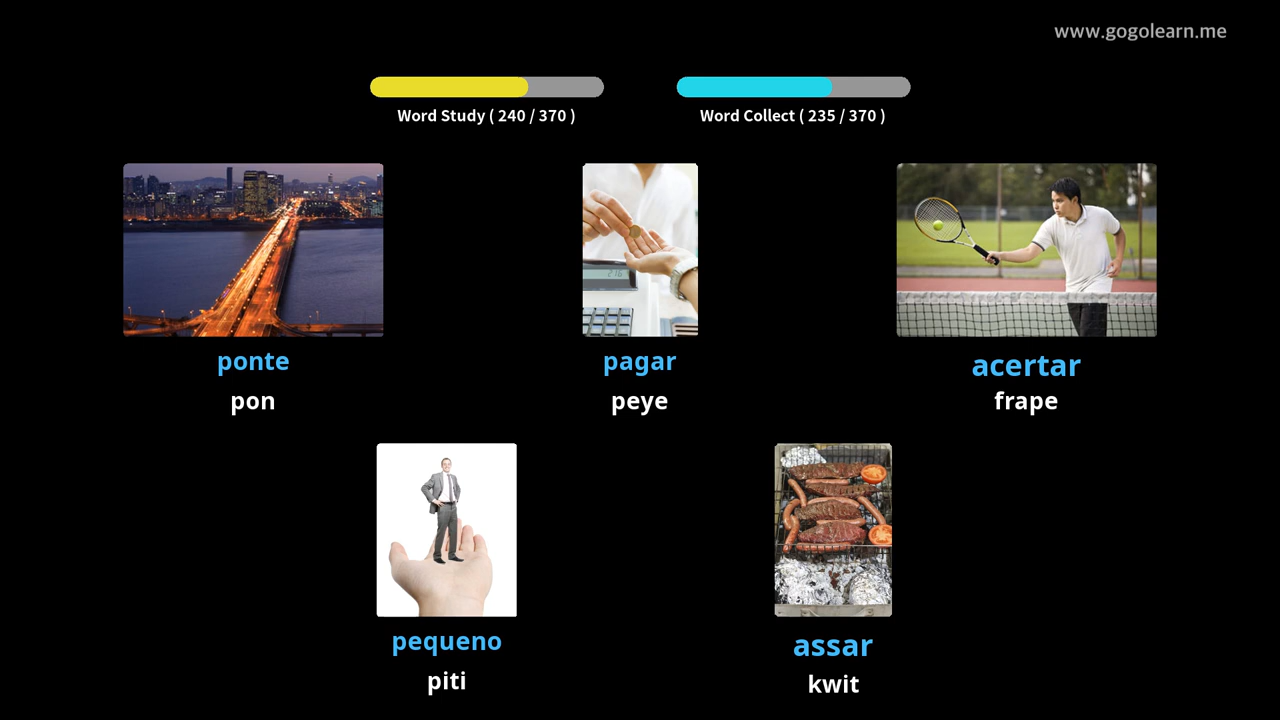 www.gogolearn.me
Word Study ( 240 / 370 )
Word Collect ( 235 / 370 )
ponte
pon
pagar
peye
acertar
frape
pequeno
piti
assar
kwit